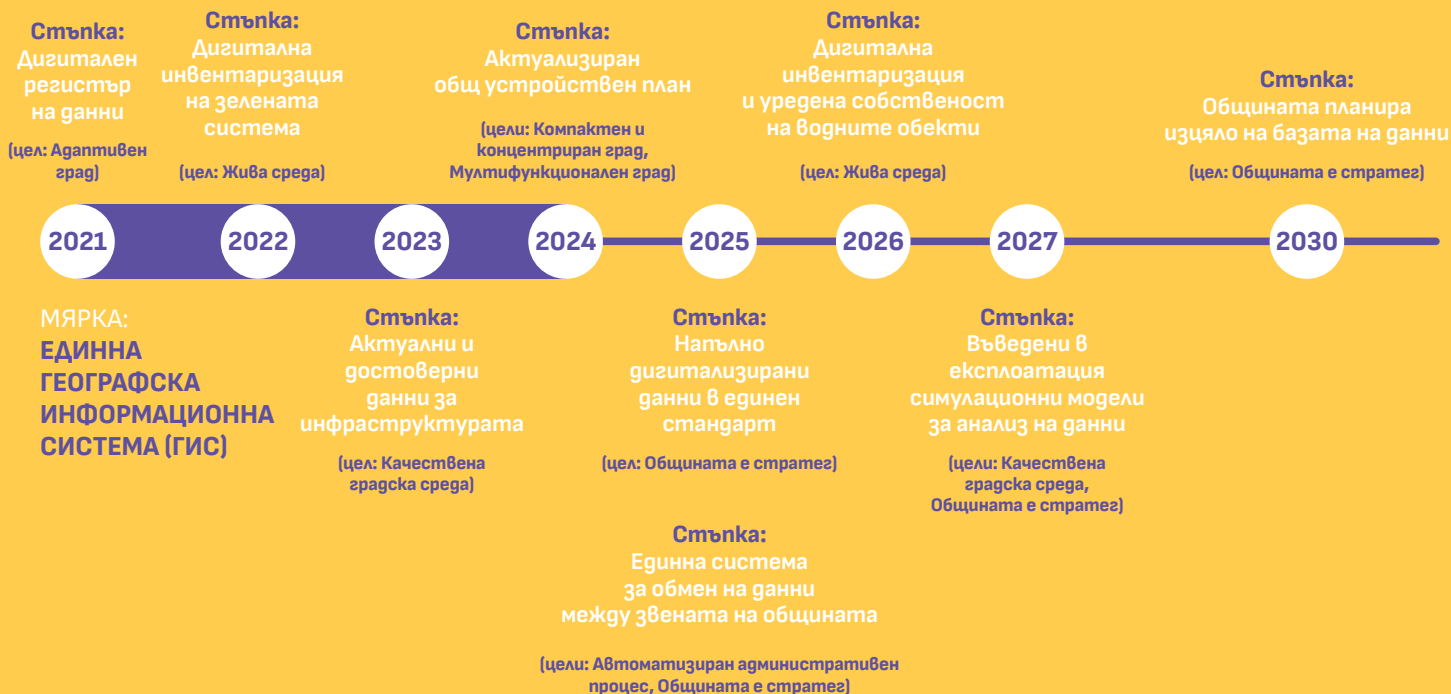 Стъпка:
Дигитален
регистър
на данни
(цел: Адаптивен
град)
Стъпка:
Дигитална
инвентаризация
на зелената
система
(цел: Жива среда)
Стъпка:
Актуализиран
общ устройствен план
(цели: Компактен и
концентриран град,
Мултифункционален град)
Стъпка:
Дигитална
инвентаризация
и уредена собственост
на водните обекти
(цел: Жива среда)
Стъпка:
Общината планира
изцяло на базата на данни
(цел: Общината е стратег)
2021
2022
2023
2024
2025
2026
2027
2030
МЯРКА:
ЕДИННА
ГЕОГРАФСКА
ИНФОРМАЦИОННА
СИСТЕМА (ГИС)
Стъпка:
Актуални и
достоверни
данни за
инфраструктурата
(цел: Качествена
градска среда)
Стъпка:
Напълно
дигитализирани
данни в единен
стандарт
(цел: Общината е стратег)
Стъпка:
Единна система
за обмен на данни
между звената на общината
(цели: Автоматизиран административен
процес, Общината е стратег)
Стъпка:
Въведени в
експлоатация
симулационни модели
за анализ на данни
(цели: Качествена
градска среда,
Общината е стратег)